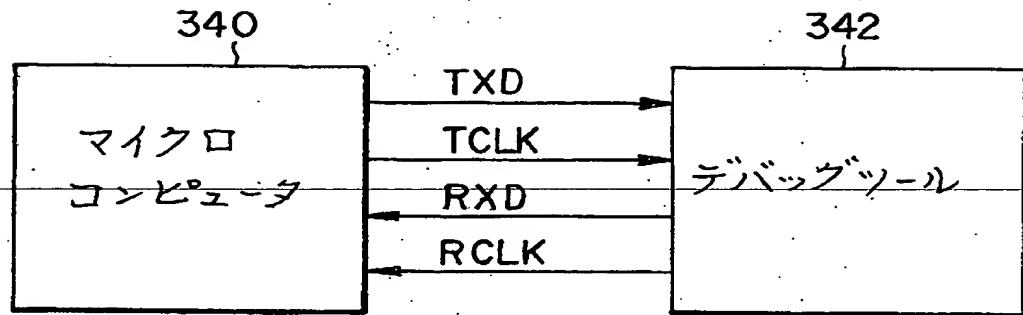 340
342
マイクロ
コンピュータ
TXD
TCLK
RXD
RCLK
デバッグツール